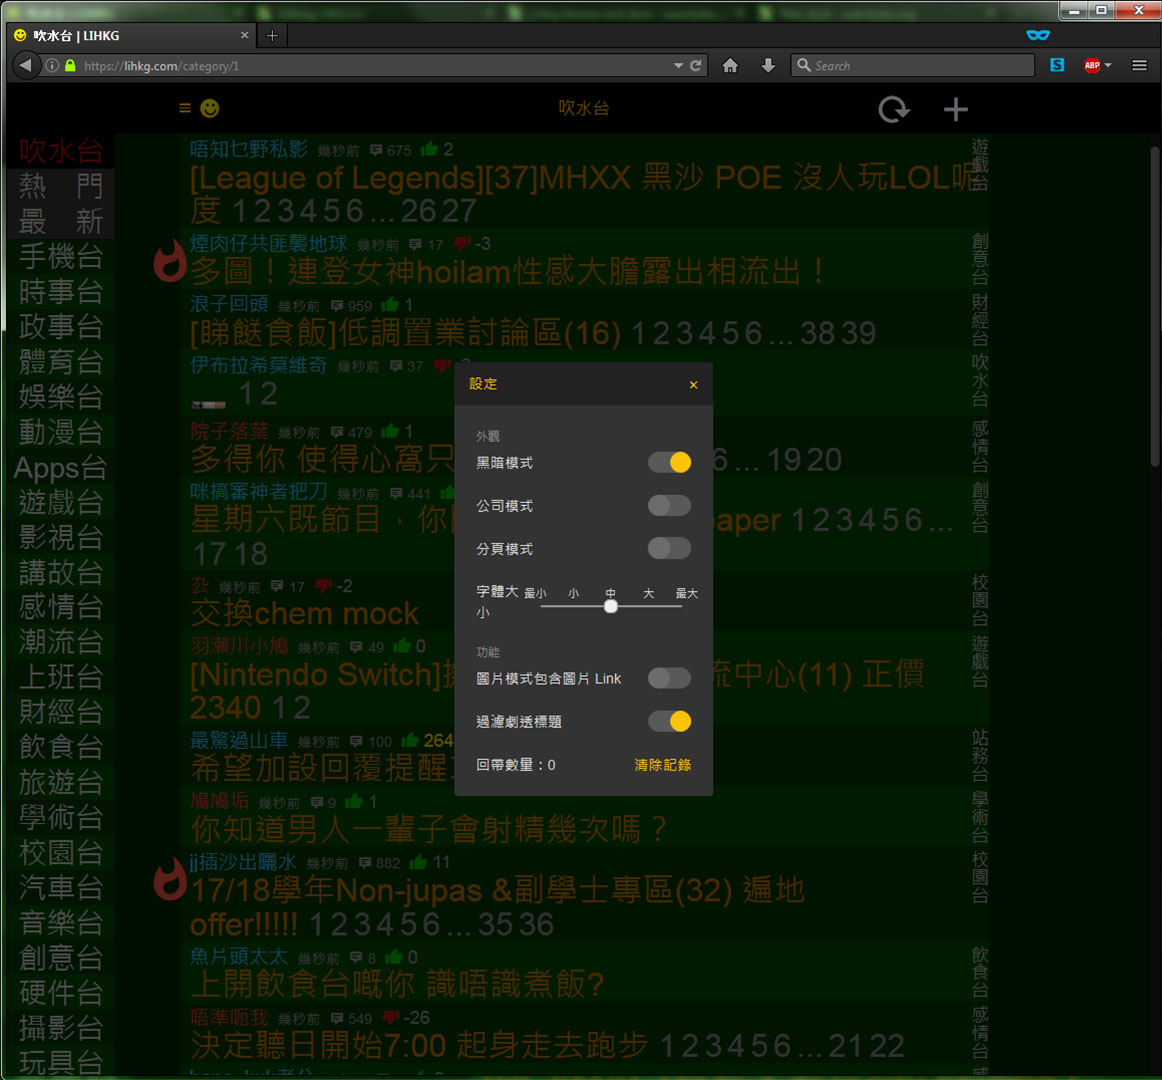 吹水台 | LIHKG
https://lihkg.com/category/1
Search
S
ABP
吹水台
吹水台
熱 門
最 新
手機台
時事台
政事台
體育台
娛樂台
動漫台
Apps台
遊戲台
影視台
講故台
感情台
潮流台
上班台
財經台
飲食台
旅遊台
學術台
校園台
汽車台
音樂台
創意台
硬件台
攝影台
玩具台
唔知乜野私影 幾秒前 675 2
[League of Legends][37]MHXX 黑沙 POE 沒人玩LOL呢
度 1 2 3 4 5 6 ... 26 27
遊戲台
煙肉仔共匪襲地球 幾秒前 17 -3
多圖！連登女神hoilam性感大膽露出相流出！
創意台
浪子回頭 幾秒前 959 1
[睇餸食飯]低調置業討論區(16) 1 2 3 4 5 6 ... 38 39
財經台
伊布拉希莫維奇 幾秒前 37
1 2
吹水台
院子落葉 幾秒前 479 1
多得你 使得心窩只
6 ... 19 20
感情台
咪搞審神者把刀 幾秒前 441
星期六既節目，你
paper 1 2 3 4 5 6 ...
17 18
創意台
厹 幾秒前 17 -2
交換chem mock
校園台
羽瀨川小鳩 幾秒前 49 0
[Nintendo Switch]
流中心(11) 正價
2340 1 2
遊戲台
最驚過山車 幾秒前 100 264
希望加設回覆提醒
站務台
鳩鳩垢 幾秒前 9 1
你知道男人一輩子會射精幾次嗎？
學術台
jj插沙出曬水 幾秒前 882 11
17/18學年Non-jupas &副學士專區(32) 遍地
offer!!!!! 1 2 3 4 5 6 ... 35 36
校園台
魚片頭太太 幾秒前 8 0
上開飲食台嘅你 識唔識煮飯?
飲食台
唔準呃我 幾秒前 549 -26
決定聽日開始7:00 起身走去跑步 1 2 3 4 5 6 ... 21 22
感情台
設定 ×
外觀
黑暗模式
公司模式
分頁模式
字體大小
最小 小 中 大 最大
功能
圖片模式包含圖片 Link
過濾劇透標題
回帶數量：0 清除記錄